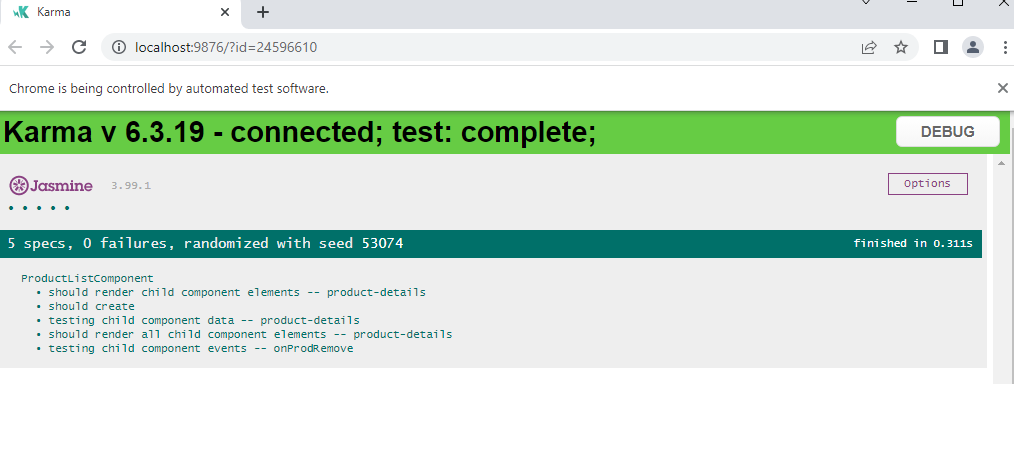 Karma
localhost:9876/?id=24596610
Chrome is being controlled by automated test software.
Karma v 6.3.19 - connected; test: complete;
DEBUG
Jasmine 3.99.1
Options
5 specs, 0 failures, randomized with seed 53074
finished in 0.311s
ProductListComponent
• should render child component elements -- product-details
• should create
• testing child component data -- product-details
• should render all child component elements -- product-details
• testing child component events -- onProdRemove